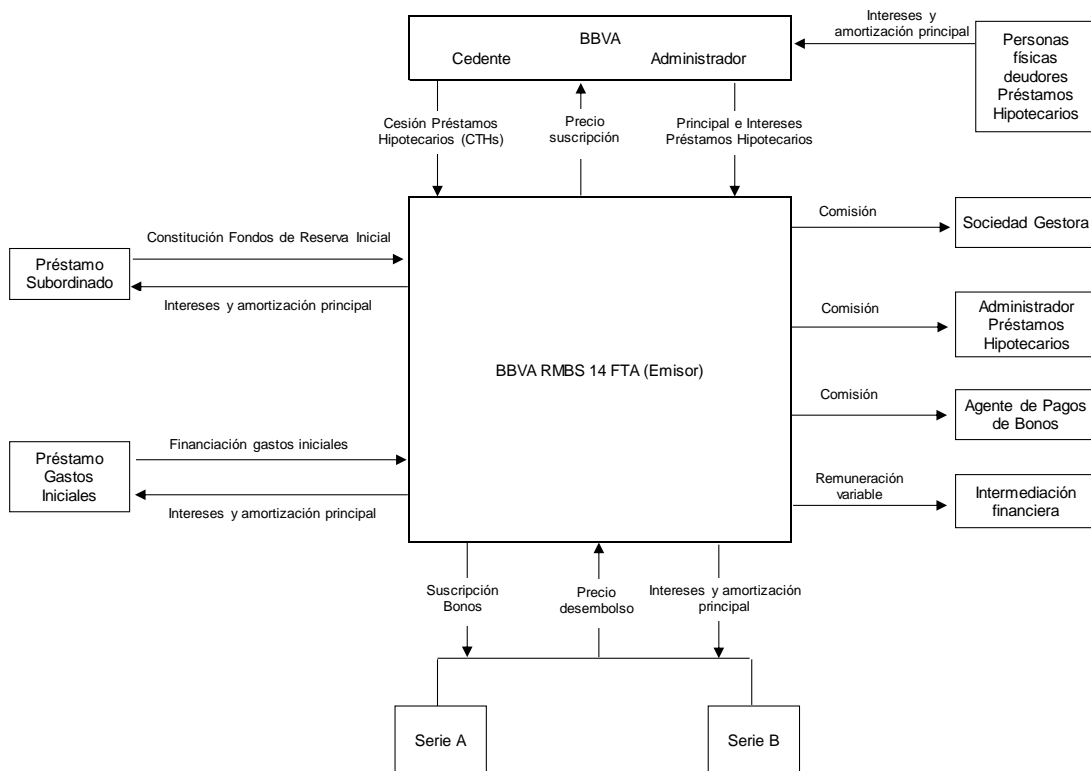 BBVA
Cedente
Administrador
Intereses y
amortización principal
Personas
físicas
deudores
Préstamos
Hipotecarios
Cesión Préstamos
Hipotecarios (CTHs)
Precio
suscripción
Principal e Intereses
Préstamos Hipotecarios
Constitución Fondos de Reserva Inicial
Préstamo
Subordinado
Intereses y amortización principal
Comisión
Sociedad Gestora
Comisión
Administrador
Préstamos
Hipotecarios
BBVA RMBS 14 FTA (Emisor)
Comisión
Agente de Pagos
de Bonos
Financiación gastos iniciales
Préstamo
Gastos
Iniciales
Intereses y amortización principal
Remuneración
variable
Intermediación
financiera
Suscripción
Bonos
Precio
desembolso
Intereses y amortización
principal
Serie A
Serie B